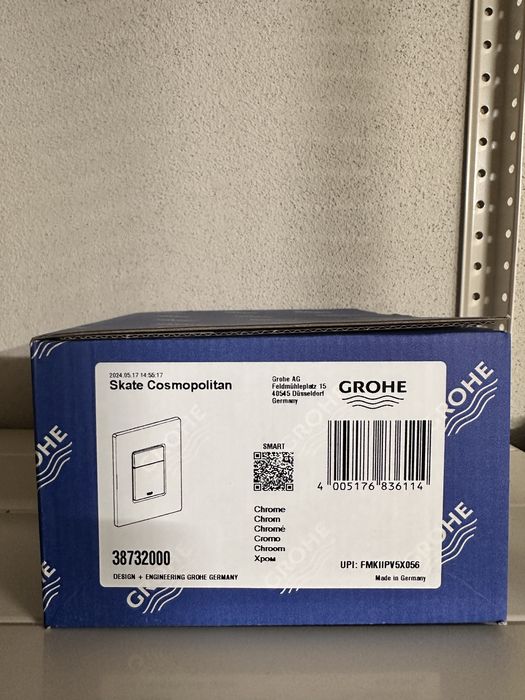 2024.05.17 14:55:17
Skate Cosmopolitan
Grohe AG
Feldmühleplatz 15
40545 Düsseldorf
Germany
GROHE
SMART
4 005176 836114
Chrome
Chrom
Chromé
Cromo
Chroom
Хром
38732000
DESIGN + ENGINEERING GROHE GERMANY
UPI: FMKIIPV5X056
Made in Germany
GROHE
GROHE
GROHE
GROHE